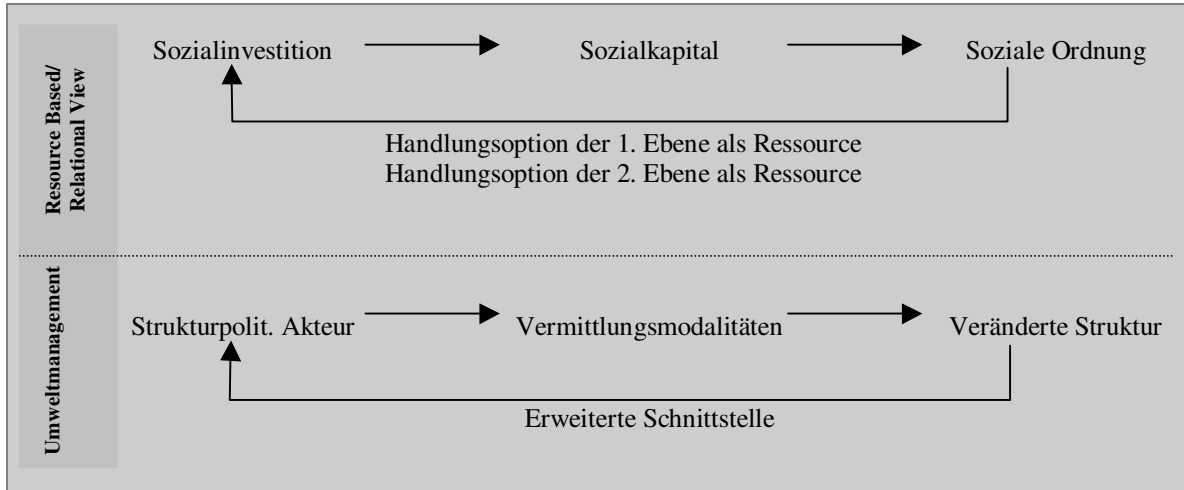 Resource Based/
Relational View
Sozialinvestition Sozialkapital Soziale Ordnung
Handlungsoption der 1. Ebene als Ressource
Handlungsoption der 2. Ebene als Ressource
Umweltmanagement
Strukturpolit. Akteur Vermittlungsmodalitäten Veränderte Struktur
Erweiterte Schnittstelle